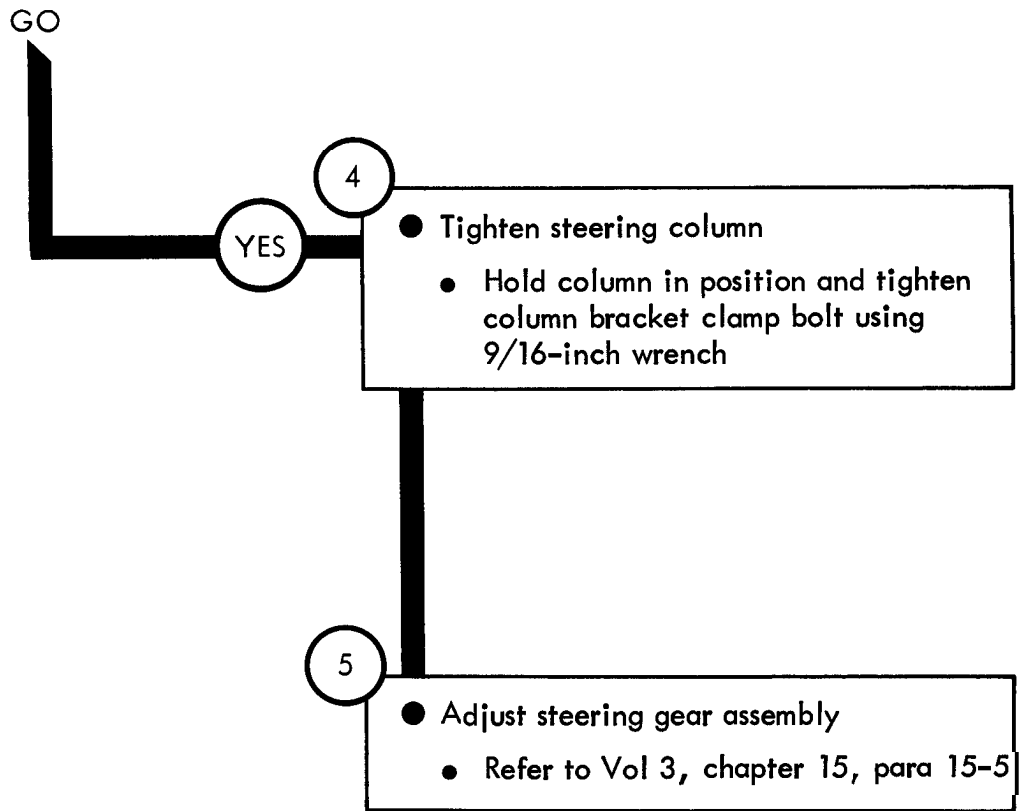 GO
4
YES
● Tighten steering column
● Hold column in position and tighten
column bracket clamp bolt using
9/16-inch wrench
5
● Adjust steering gear assembly
● Refer to Vol 3, chapter 15, para 15-5